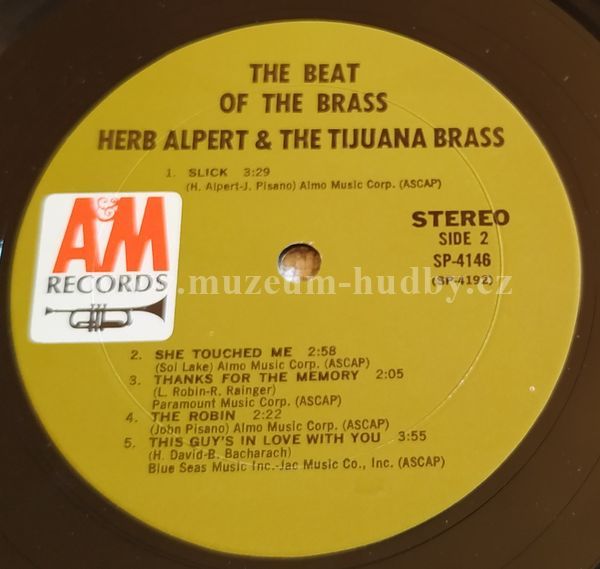 THE BEAT
OF THE BRASS
HERB ALPERT & THE TIJUANA BRASS
1. SLICK 3:29
(H. Alpert-J. Pisano) Almo Music Corp. (ASCAP)
A&M
RECORDS
STEREO
SIDE 2
SP-4146
(SP-4192)
.muzeum-hudby.cz
2. SHE TOUCHED ME 2:58
(Sol Lake) Almo Music Corp. (ASCAP)
3. THANKS FOR THE MEMORY 2:05
(L. Robin-R. Rainger)
Paramount Music Corp. (ASCAP)
4. THE ROBIN 2:22
(John Pisano) Almo Music Corp. (ASCAP)
5. THIS GUY'S IN LOVE WITH YOU 3:55
(H. David-B. Bacharach)
Blue Seas Music Inc.-Jac Music Co., Inc. (ASCAP)